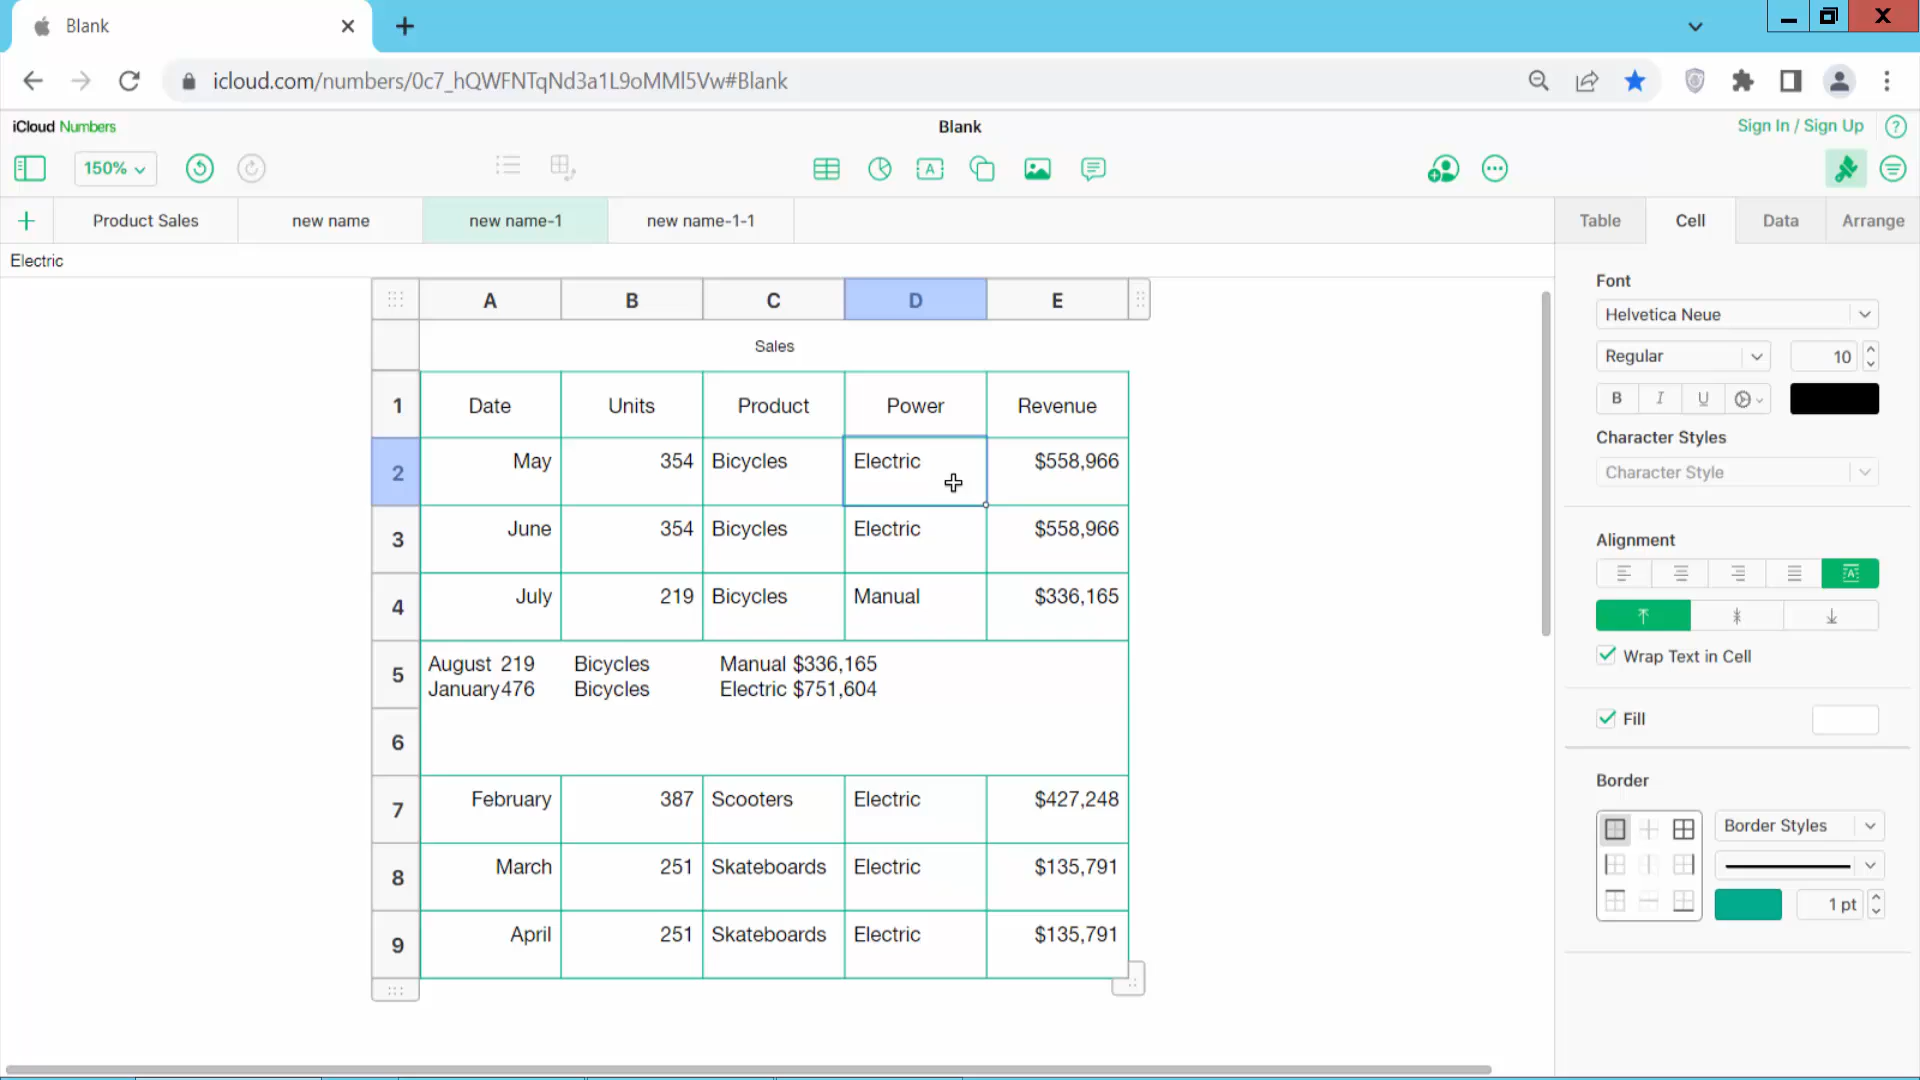 Blank
icloud.com/numbers/0c7_hQWFNTqNd3a1L9oMMl5Vw#Blank
iCloud Numbers
Blank
Sign In / Sign Up
?
150%
A
Product Sales
new name
new name-1
new name-1-1
Table
Cell
Data
Arrange
Electric
A B C D E
Sales
1 Date Units Product Power Revenue
2 May 354 Bicycles Electric $558,966
3 June 354 Bicycles Electric $558,966
4 July 219 Bicycles Manual $336,165
5 August 219 Bicycles Manual $336,165
January476 Bicycles Electric $751,604
6
7 February 387 Scooters Electric $427,248
8 March 251 Skateboards Electric $135,791
9 April 251 Skateboards Electric $135,791
Font
Helvetica Neue
Regular 10
B I U
Character Styles
Character Style
Alignment
A
Wrap Text in Cell
Fill
Border
Border Styles
1 pt